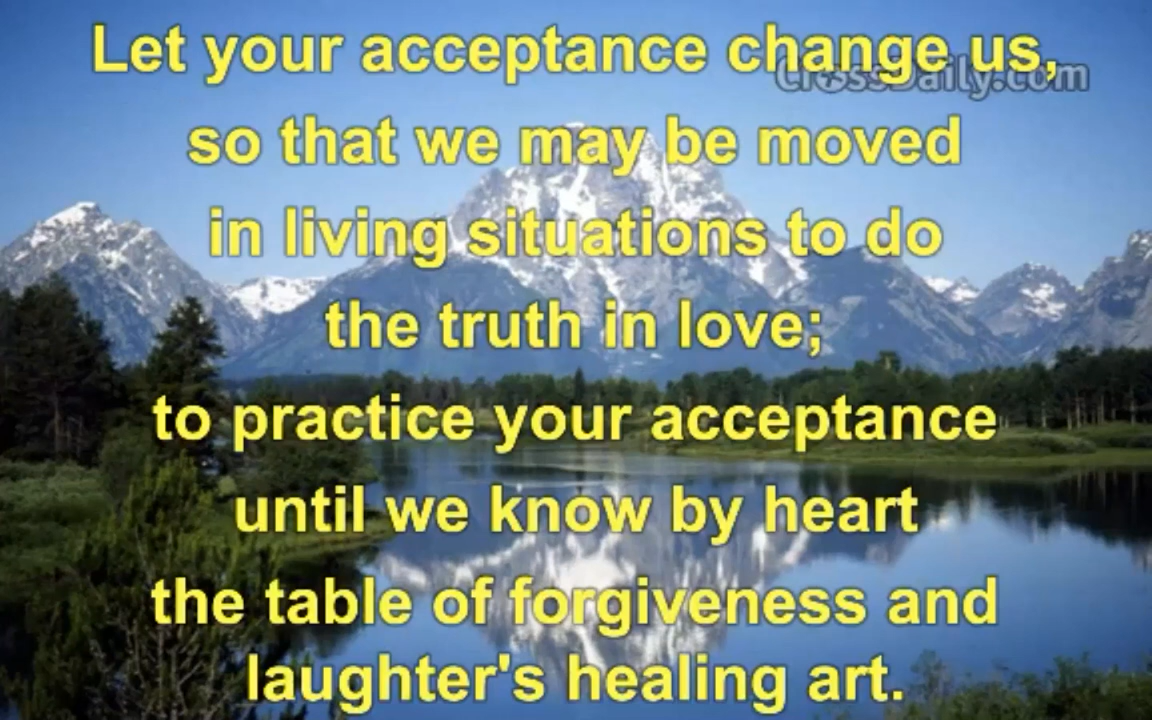 Let your acceptance change us,
CrossDaily.com
so that we may be moved
in living situations to do
the truth in love;
to practice your acceptance
until we know by heart
the table of forgiveness and
laughter's healing art.